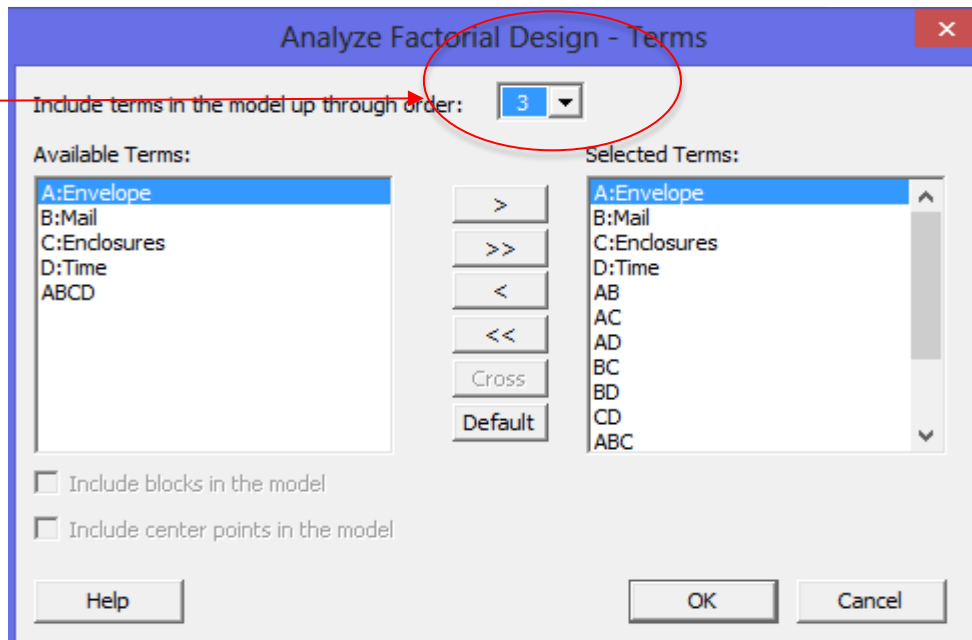 Analyze Factorial Design - Terms
×
Include terms in the model up through order: 3
Available Terms:
A:Envelope
B:Mail
C:Enclosures
D:Time
ABCD
>
>>
<
<<
Cross
Default
Selected Terms:
A:Envelope
B:Mail
C:Enclosures
D:Time
AB
AC
AD
BC
BD
CD
ABC
Include blocks in the model
Include center points in the model
Help
OK
Cancel